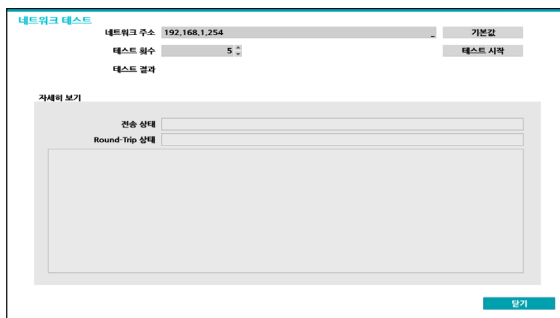 네트워크 테스트
네트워크 주소 192,168,1,254 _ 기본값
테스트 횟수 5 테스트 시작
테스트 결과
자세히 보기
전송 상태
Round-Trip 상태
닫기